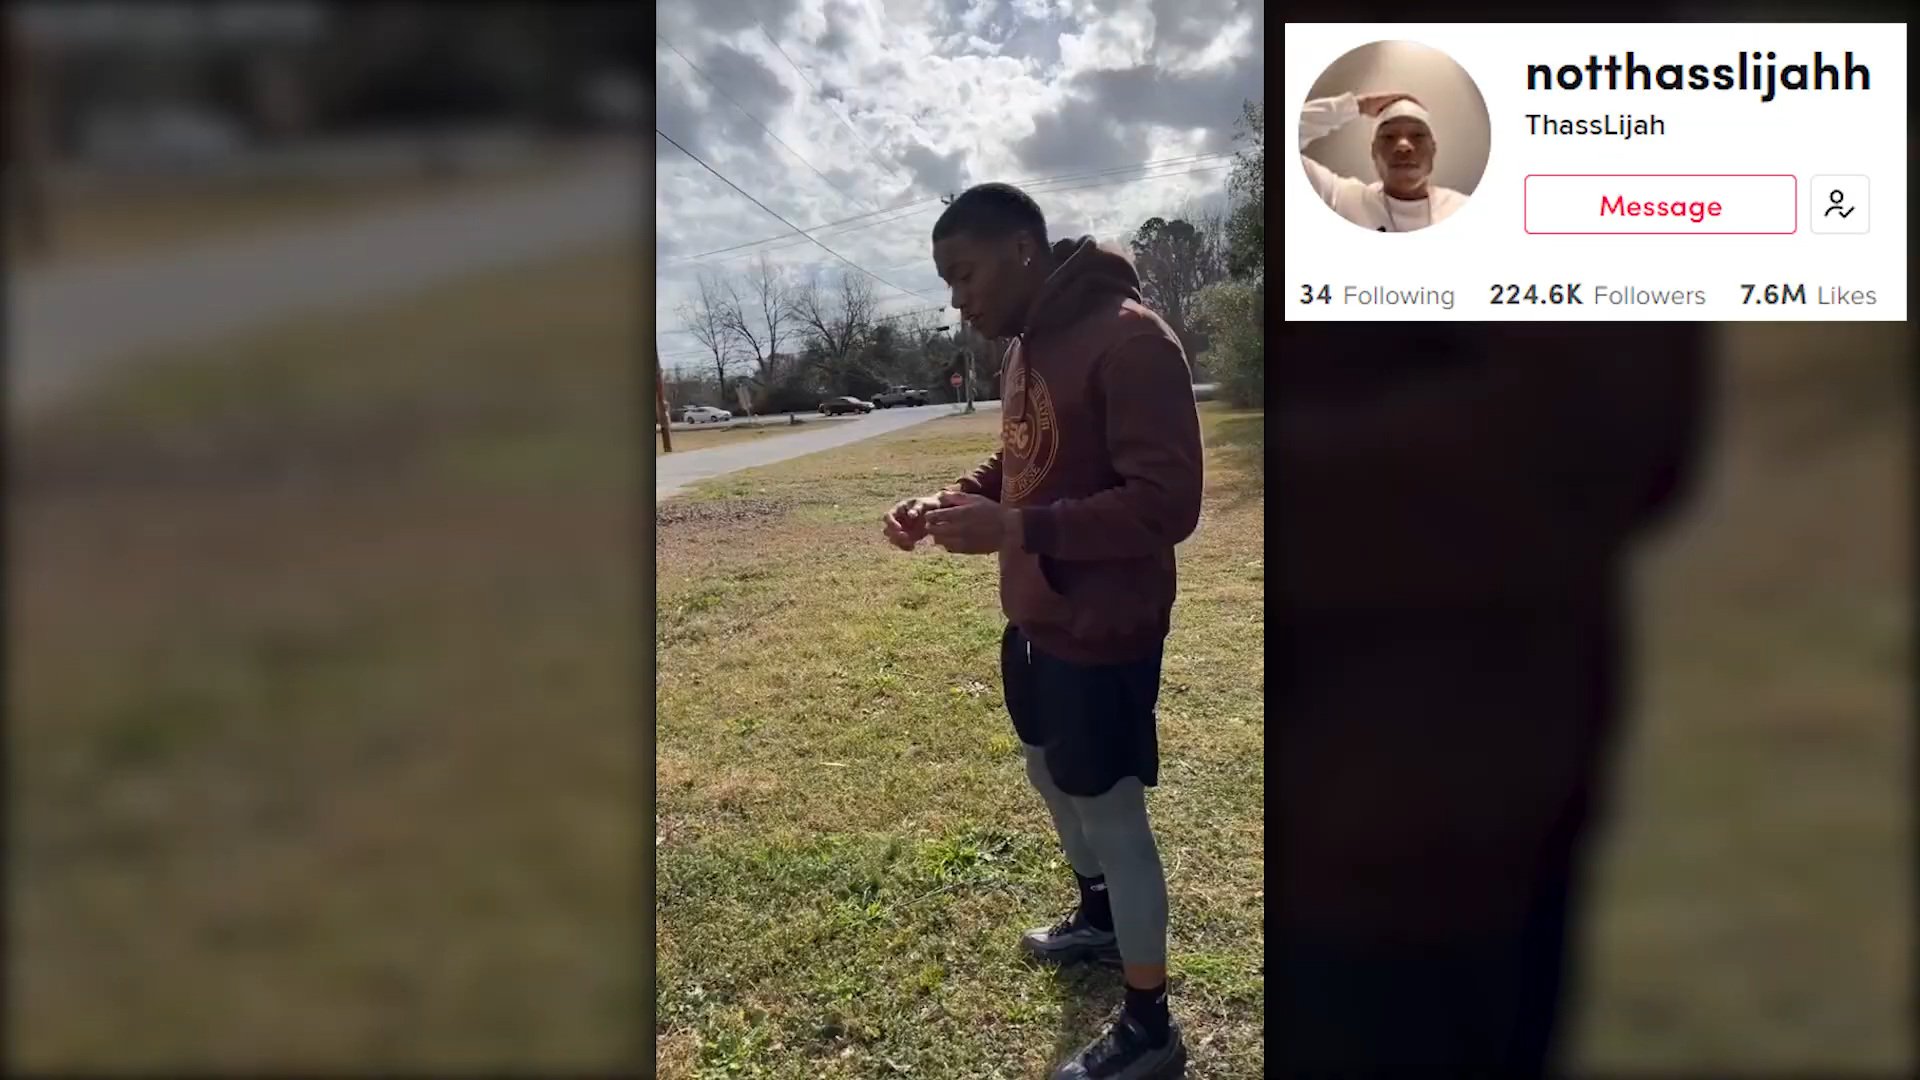 notthasslijahh
ThassLijah
Message
34 Following 224.6K Followers 7.6M Likes